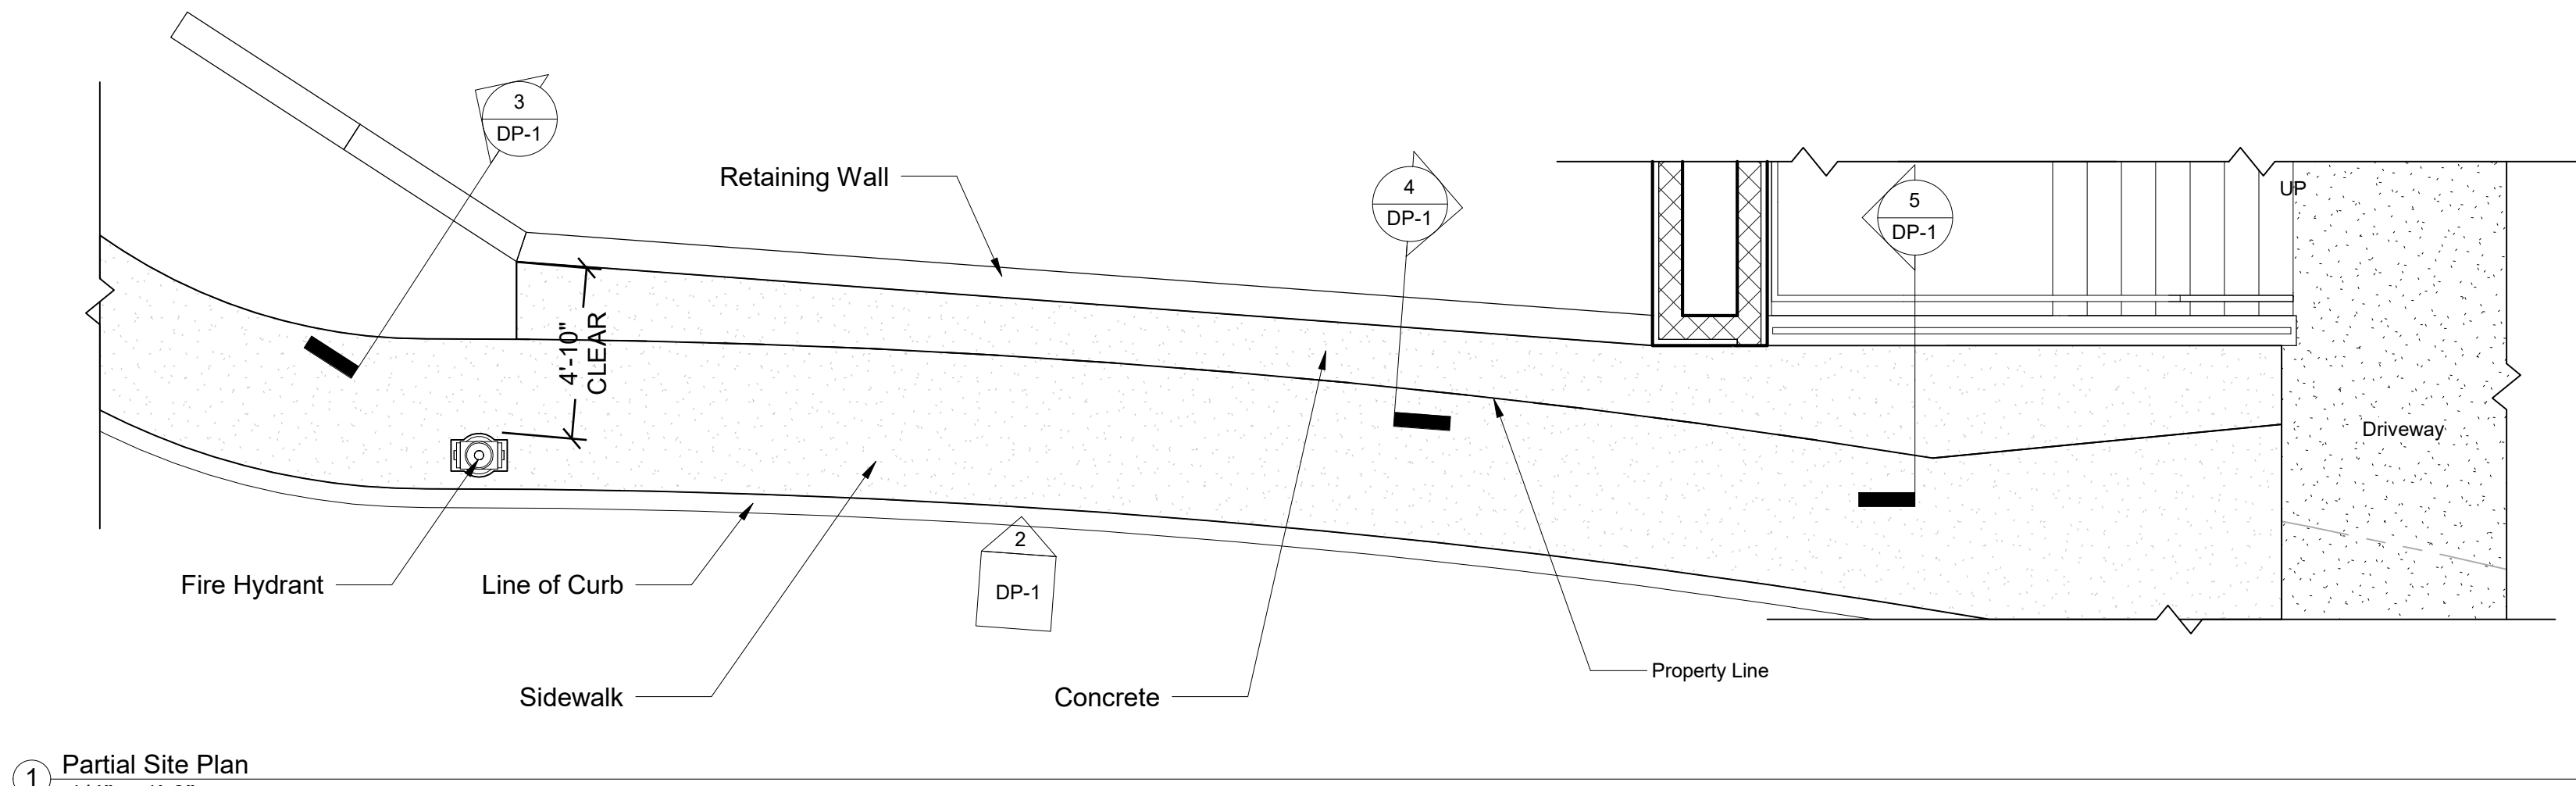 3
DP-1
Retaining Wall
4
DP-1
5
DP-1
UP
4'-10"
CLEAR
Driveway
2
DP-1
Fire Hydrant
Line of Curb
Property Line
Sidewalk
Concrete
1
Partial Site Plan